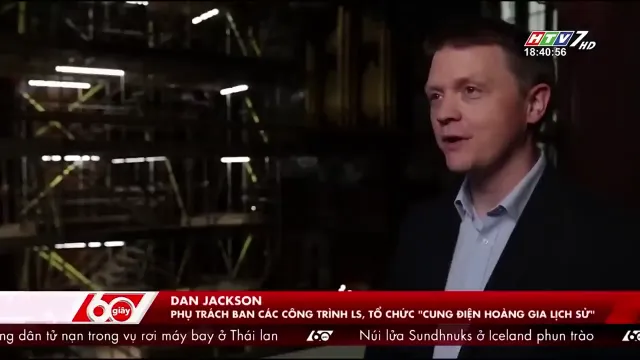 HTV7 HD
18:40:56
60 giây
DAN JACKSON
PHỤ TRÁCH BAN CÁC CÔNG TRÌNH LS, TỔ CHỨC "CUNG ĐIỆN HOÀNG GIA LỊCH SỬ"
ng dân tử nạn trong vụ rơi máy bay ở Thái lan 60 Núi lửa Sundhnuks ở Iceland phun trào